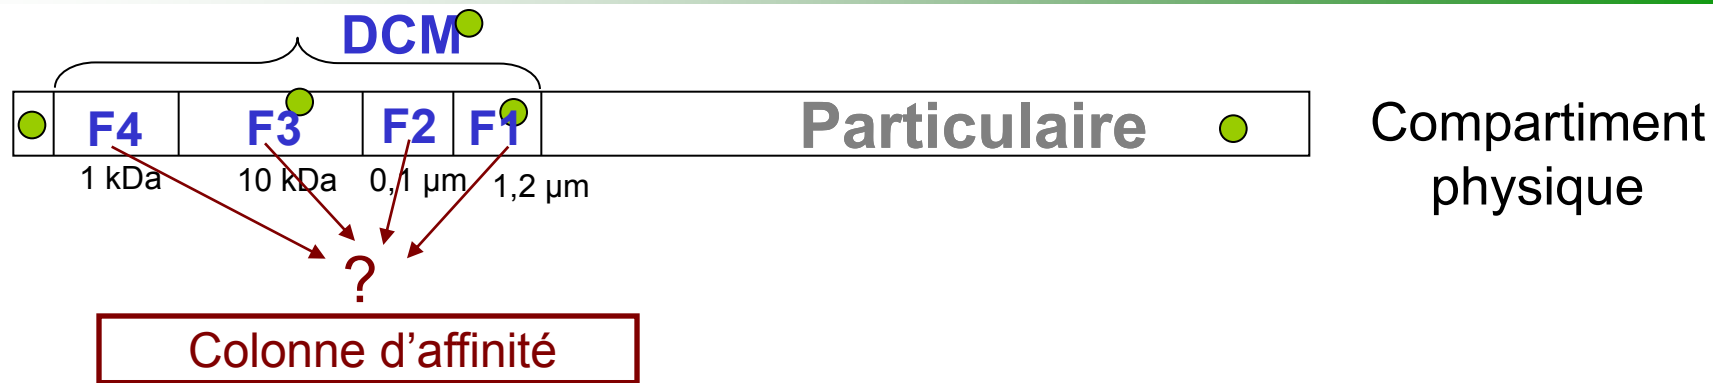 DCM
F4 F3 F2 F1 Particulaire
1 kDa 10 kDa 0,1 µm 1,2 µm
Compartiment
physique
?
Colonne d’affinité